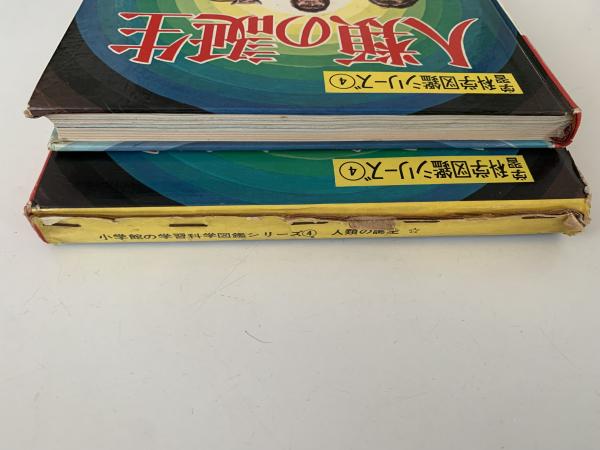 人類の誕生
学習科学図鑑シリーズ④
学習科学図鑑シリーズ④
小学館の学習科学図鑑シリーズ④ 人類の誕生 ☆